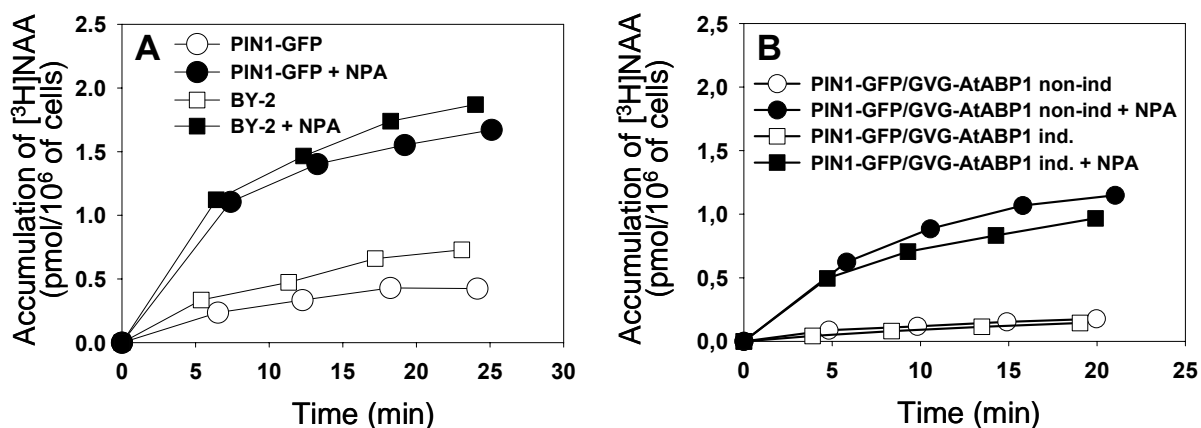 A
PIN1-GFP
PIN1-GFP + NPA
BY-2
BY-2 + NPA
Accumulation of [³H]NAA
(pmol/10⁶ of cells)
2.5
2.0
1.5
1.0
0.5
0.0
0 5 10 15 20 25 30
Time (min)
B
PIN1-GFP/GVG-AtABP1 non-ind
PIN1-GFP/GVG-AtABP1 non-ind + NPA
PIN1-GFP/GVG-AtABP1 ind.
PIN1-GFP/GVG-AtABP1 ind. + NPA
Accumulation of [³H]NAA
(pmol/10⁶ of cells)
2,5
2,0
1,5
1,0
0,5
0,0
0 5 10 15 20 25
Time (min)